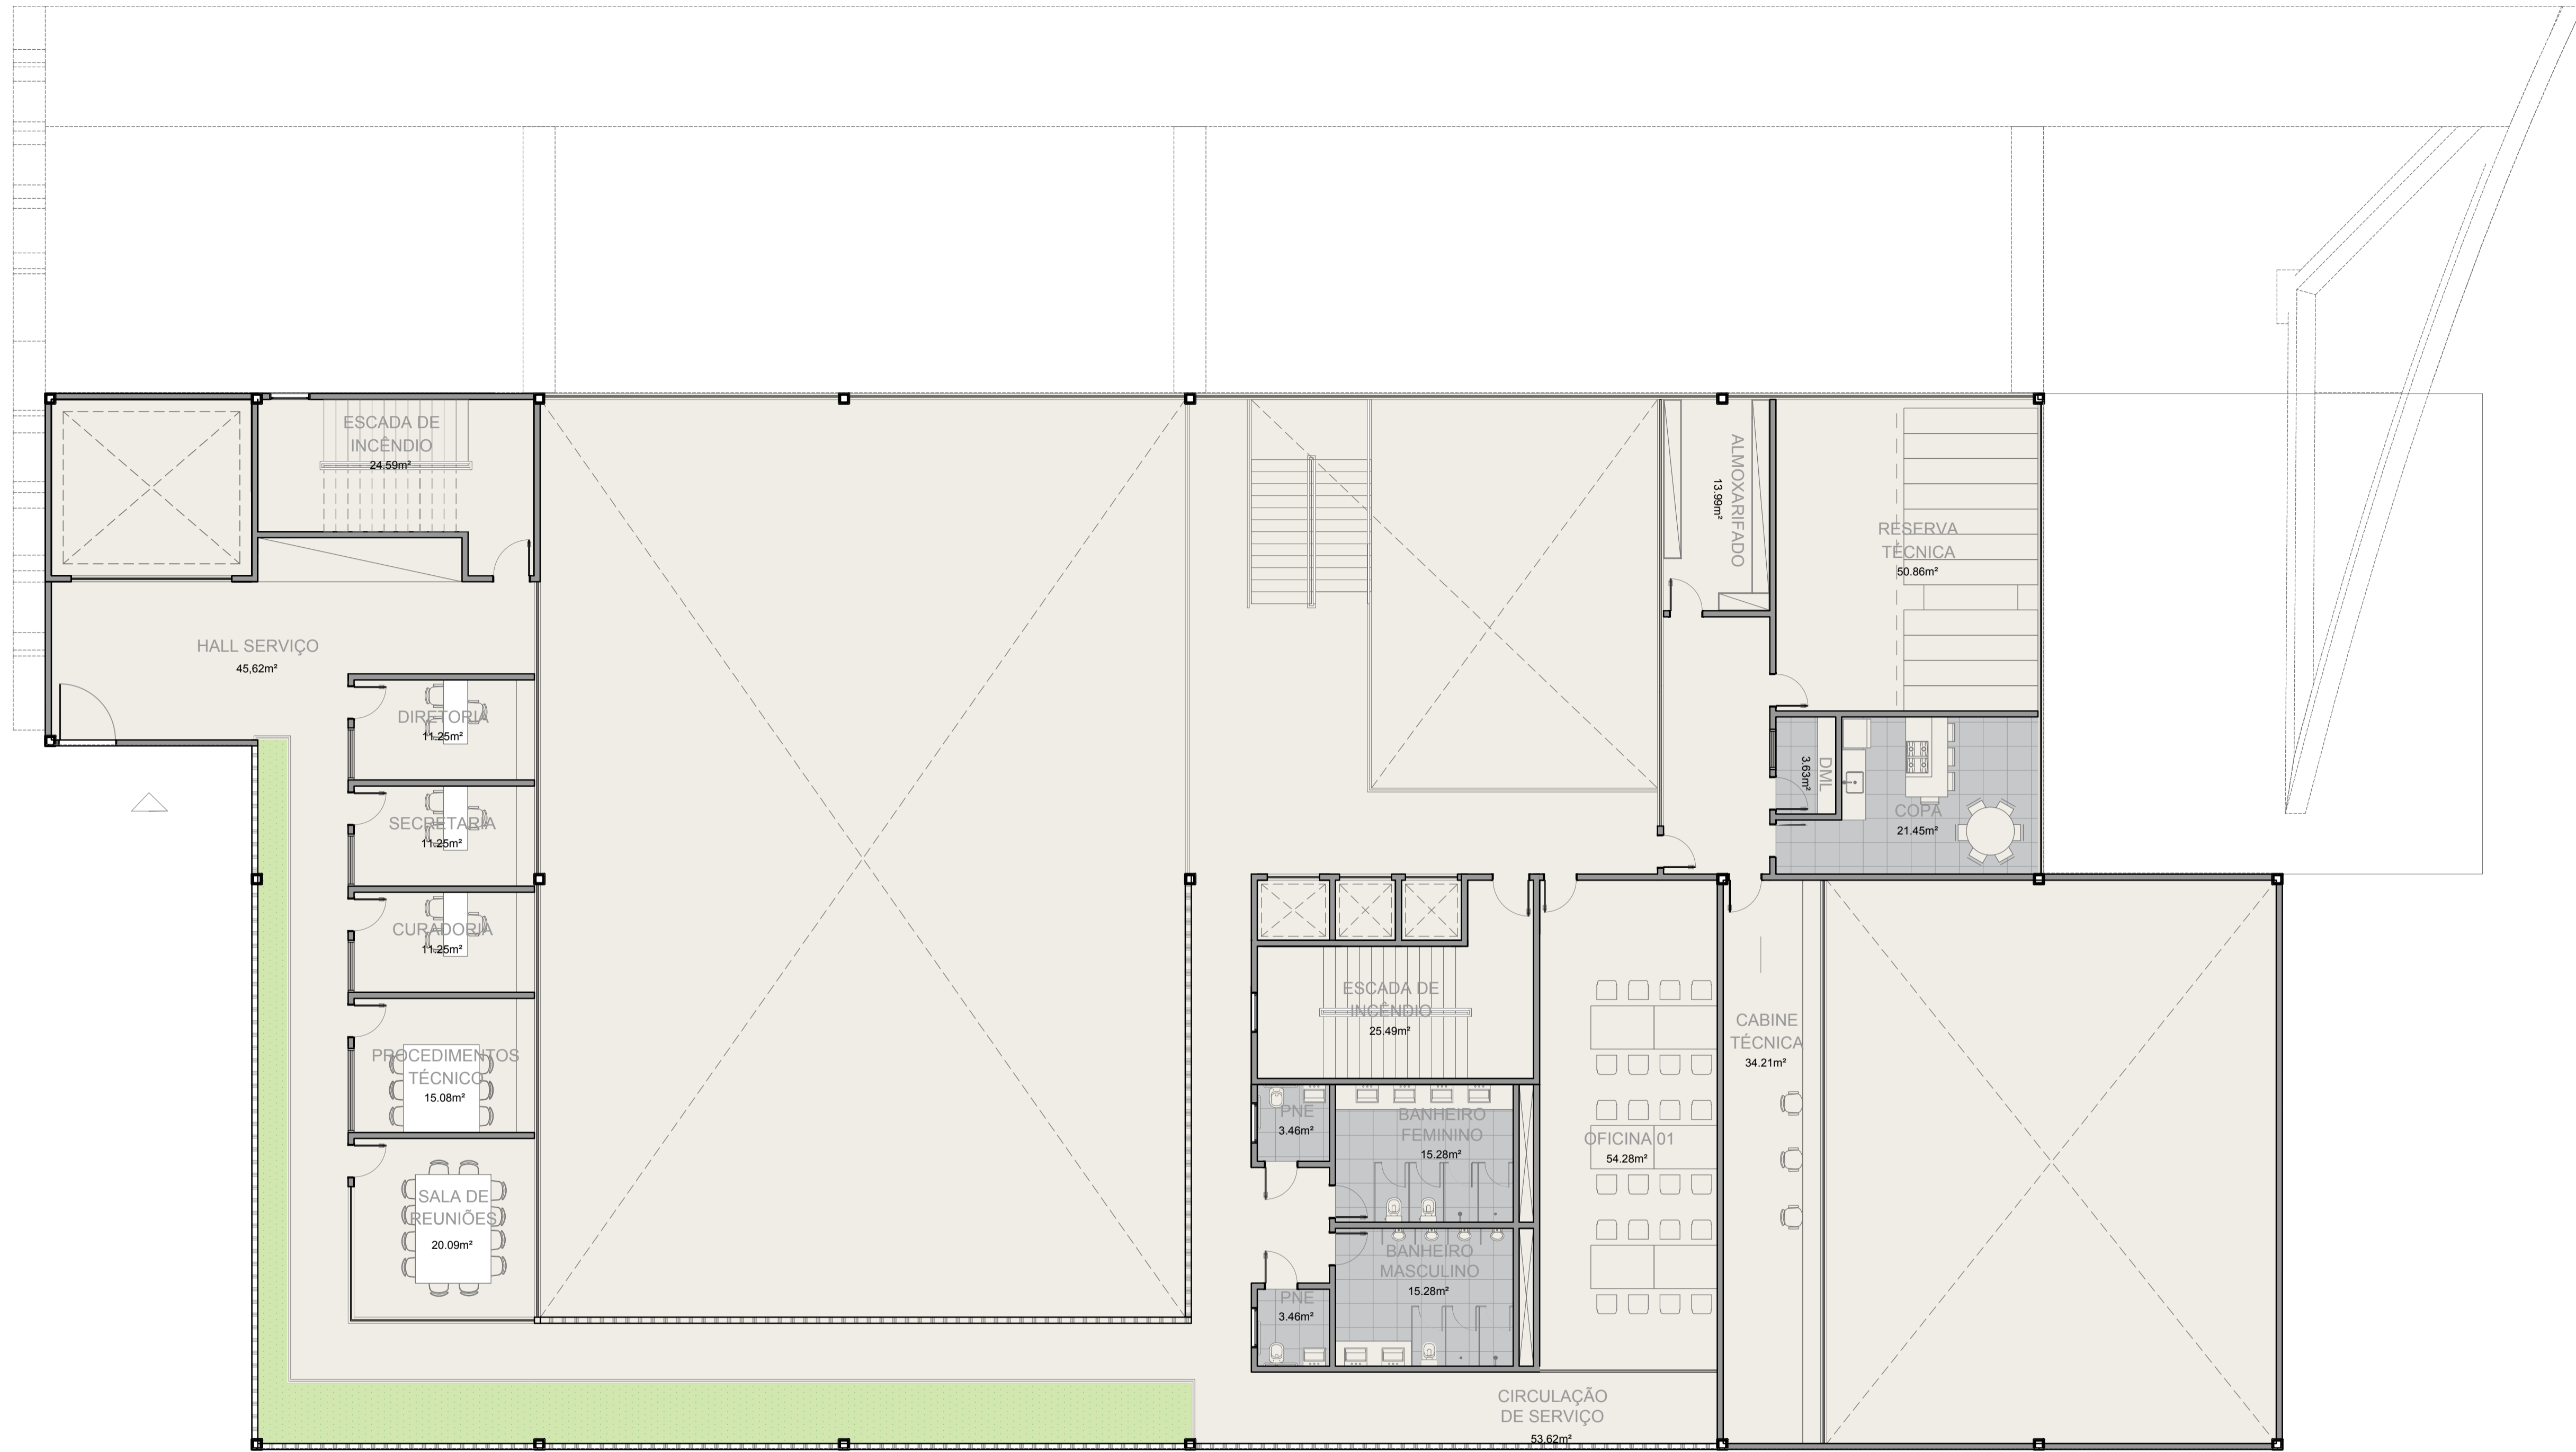 ESCADA DE
INCÊNDIO
24.59m²
HALL SERVIÇO
45,62m²
DIRETORIA
11.25m²
SECRETARIA
11.25m²
CURADORIA
11.25m²
PROCEDIMENTOS
TÉCNICO
15.08m²
SALA DE
REUNIÕES
20.09m²
ALMOXARIFADO
13.99m²
RESERVA
TÉCNICA
50.86m²
DML
3.63m²
COPA
21.45m²
ESCADA DE
INCÊNDIO
25.49m²
PNE
3.46m²
BANHEIRO
FEMININO
15.28m²
BANHEIRO
MASCULINO
15.28m²
PNE
3.46m²
OFICINA 01
54.28m²
CABINE
TÉCNICA
34.21m²
CIRCULAÇÃO
DE SERVIÇO
53.62m²